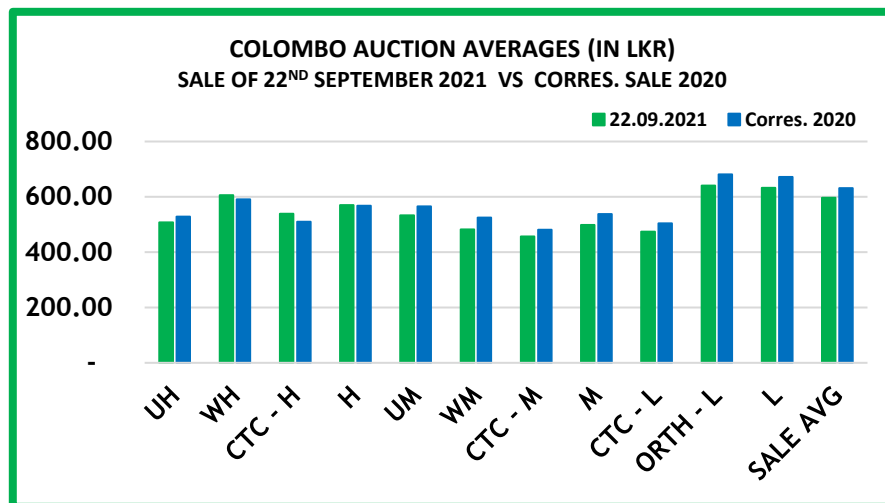 COLOMBO AUCTION AVERAGES (IN LKR)
SALE OF 22ND SEPTEMBER 2021 VS CORRES. SALE 2020
22.09.2021 Corres. 2020
800.00
600.00
400.00
200.00
-
UH WH CTC - H H UM WM CTC - M M CTC - L ORTH - L L SALE AVG